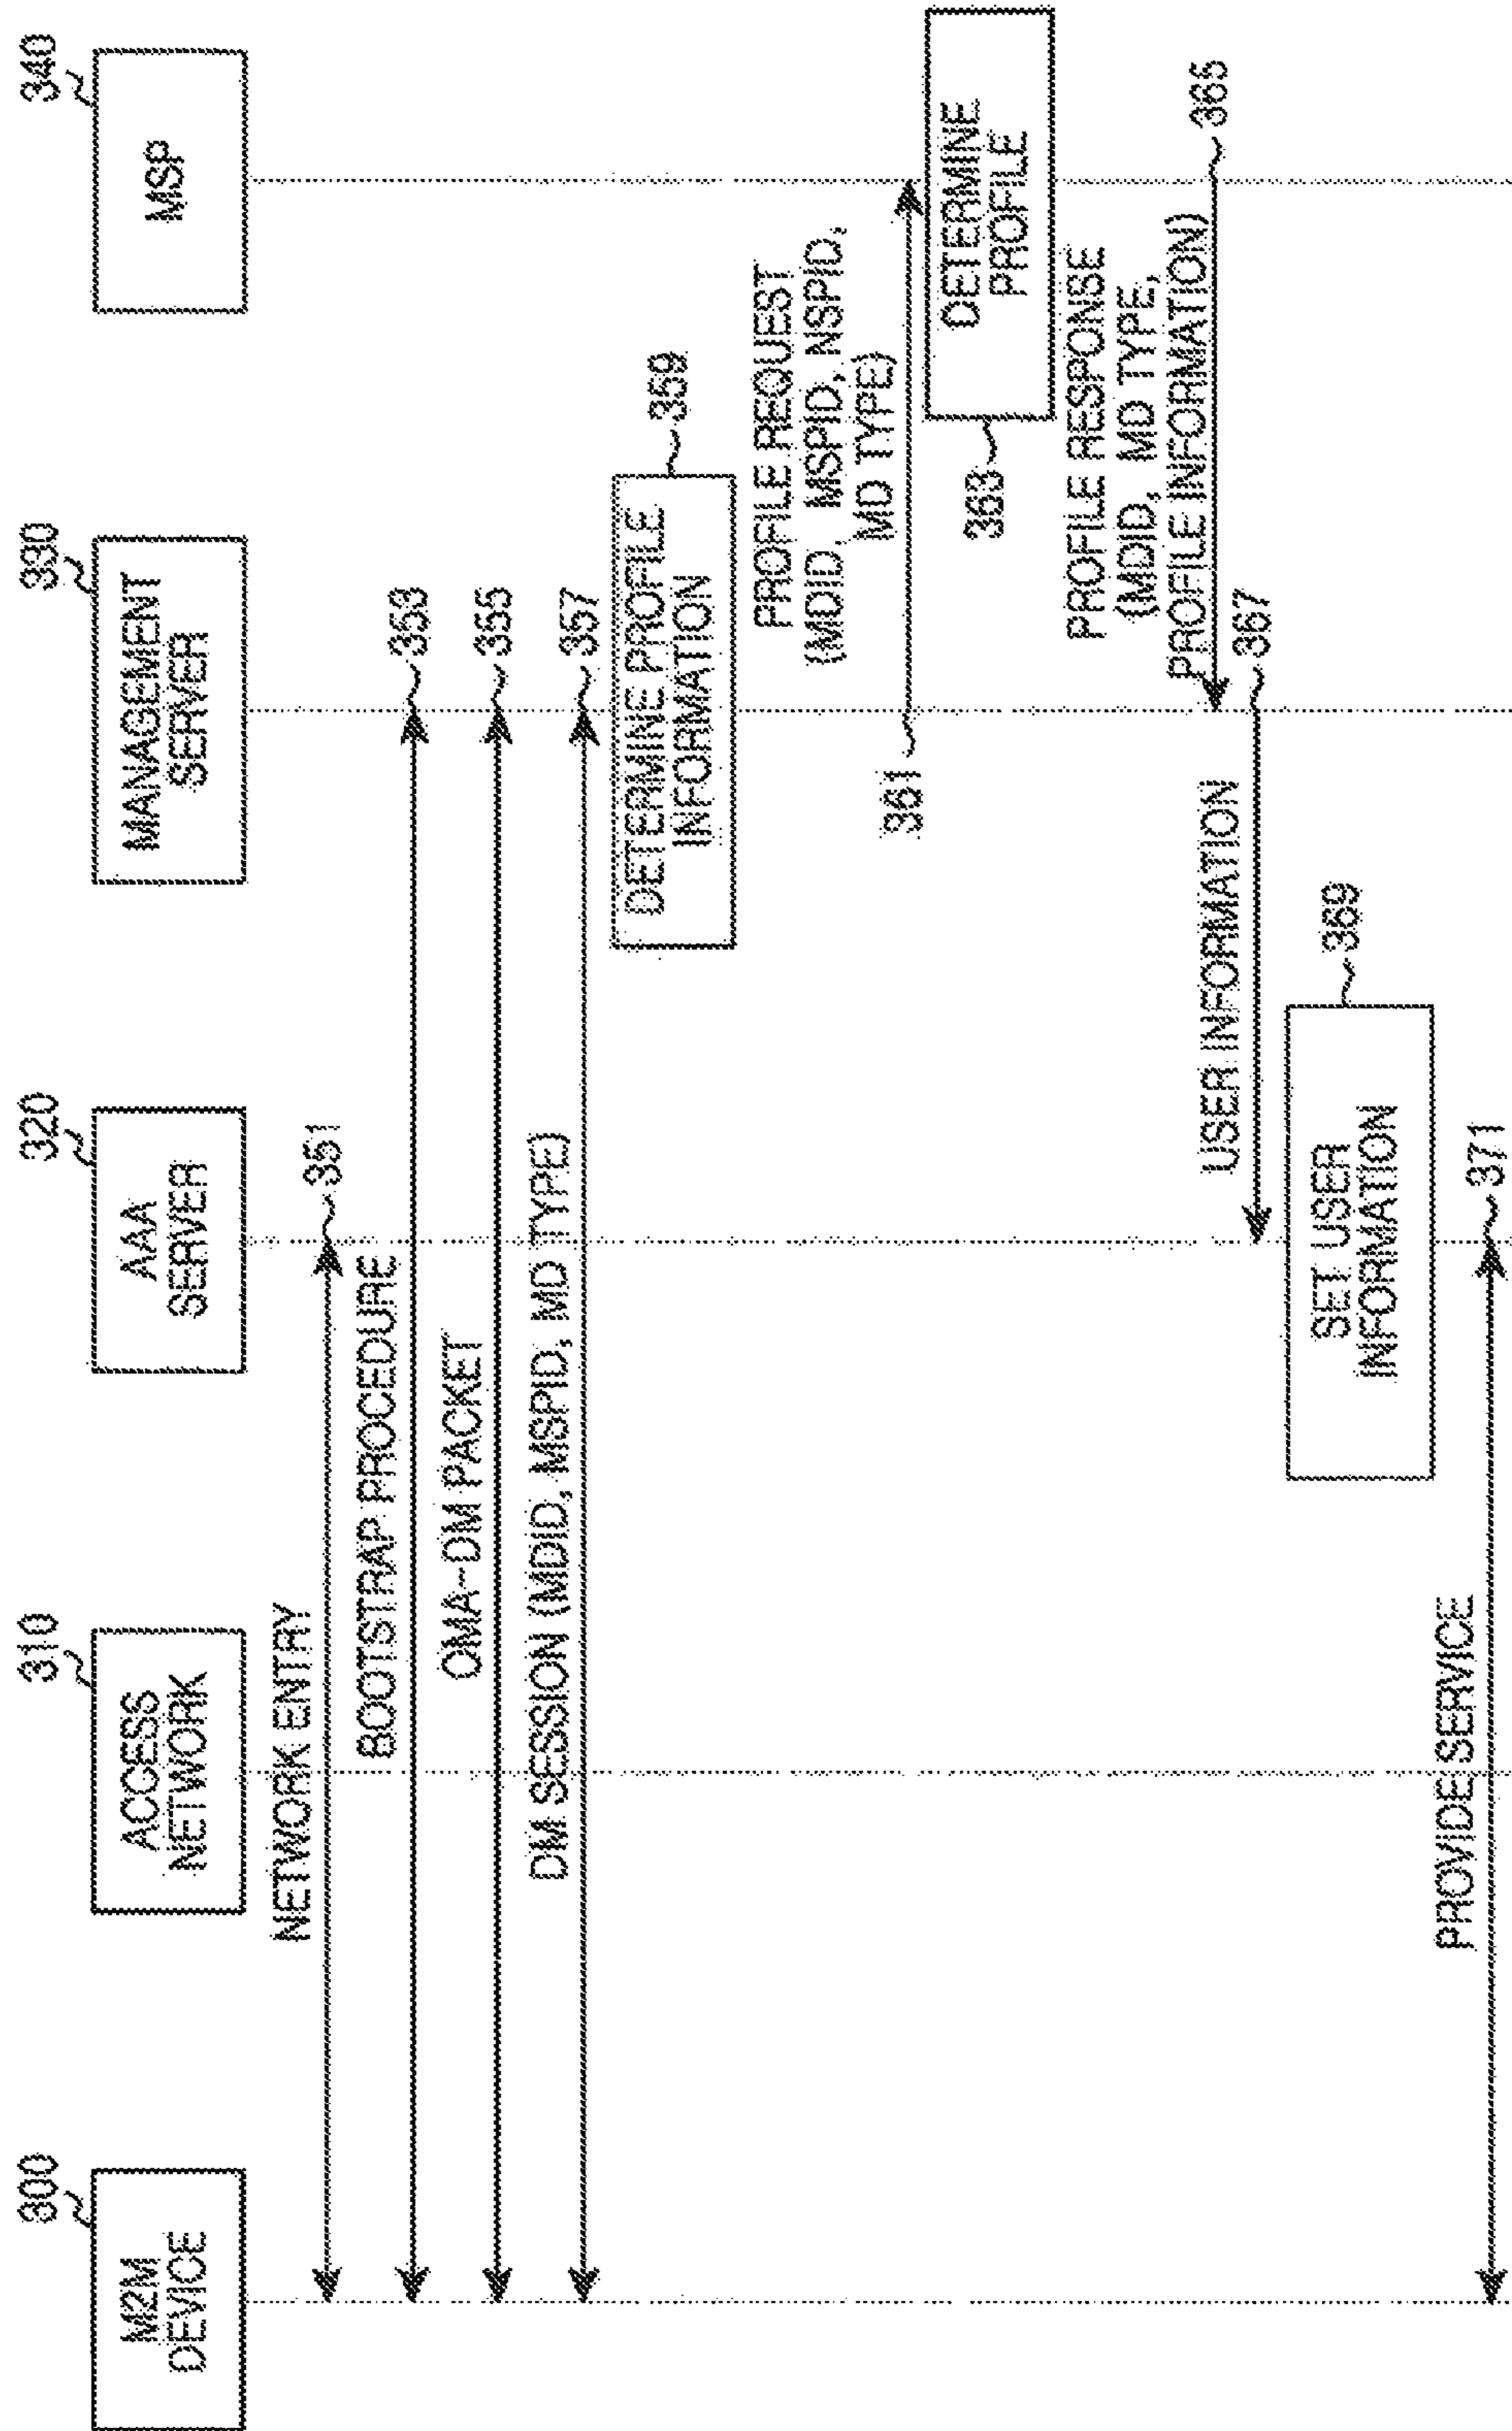 300
M2M
DEVICE
310
ACCESS
NETWORK
320
AAA
SERVER
330
MANAGEMENT
SERVER
340
MSP
NETWORK ENTRY
351
BOOTSTRAP PROCEDURE
353
OMA-DM PACKET
355
DM SESSION (MDID, MSPID, MD TYPE)
357
DETERMINE PROFILE
INFORMATION
359
PROFILE REQUEST
(MDID, MSPID, NSPID,
MD TYPE)
361
DETERMINE
PROFILE
363
PROFILE RESPONSE
(MDID, MD TYPE,
PROFILE INFORMATION)
365
USER INFORMATION
367
SET USER
INFORMATION
369
PROVIDE SERVICE
371